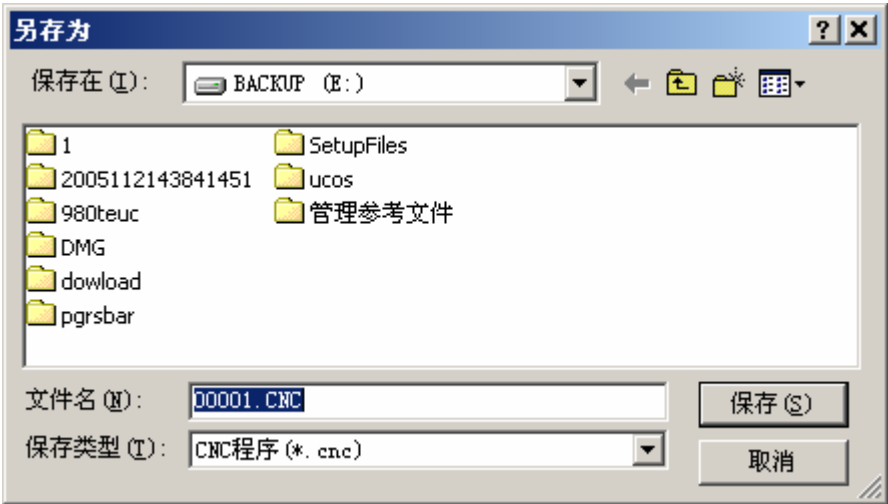 另存为
保存在(I): BACKUP (E:)
1
2005112143841451
980teuc
DMG
dowload
pgrsbar
SetupFiles
ucos
管理参考文件
文件名(N): O0001.CNC 保存(S)
保存类型(T): CNC程序(*.cnc) 取消